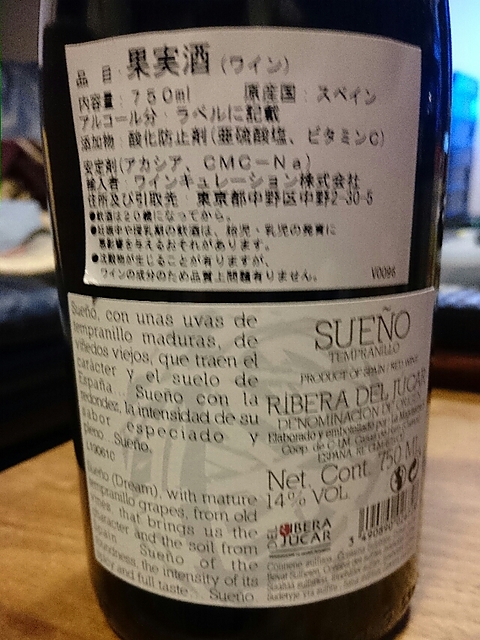 品 目:果実酒(ワイン)
内容量:750ml 原産国:スペイン
アルコール分:ラベルに記載
添加物:酸化防止剤(亜硫酸塩、ビタミンC)
安定剤(アカシア、CMC-Na)
輸入者:ワインキュレーション株式会社
住所及び引取先:東京都中野区中野2-30-5
●飲酒は20歳になってから。
●妊娠中や授乳期の飲酒は、胎児・乳児の発育に
悪影響を与えるおそれがあります。
●沈殿物が生じることが有りますが、
ワインの成分のため品質上問題有りません。
V0096
Sueño, con unas uvas de
tempranillo maduras, de
viñedos viejos, que traen el
carácter y el suelo de
España... Sueño con la
redondez, la intensidad de su
sabor especiado y
pleno... Sueño.
Sueño (Dream), with mature
tempranillo grapes, from old
vines, that brings us the
character and the soil from
Spain... Sueño of the
roundness, the intensity of its
and full taste... Sueño
SUEÑO
TEMPRANILLO
PRODUCT OF SPAIN / RED WINE
RIBERA DEL JUCAR
DENOMINACIÓN DE ORIGEN
Elaborado y embotellado por
Coop. de C-LM.
ESPAÑA
Net. Cont. 750 ML
14% VOL
RIBERA
DEL
JUCAR